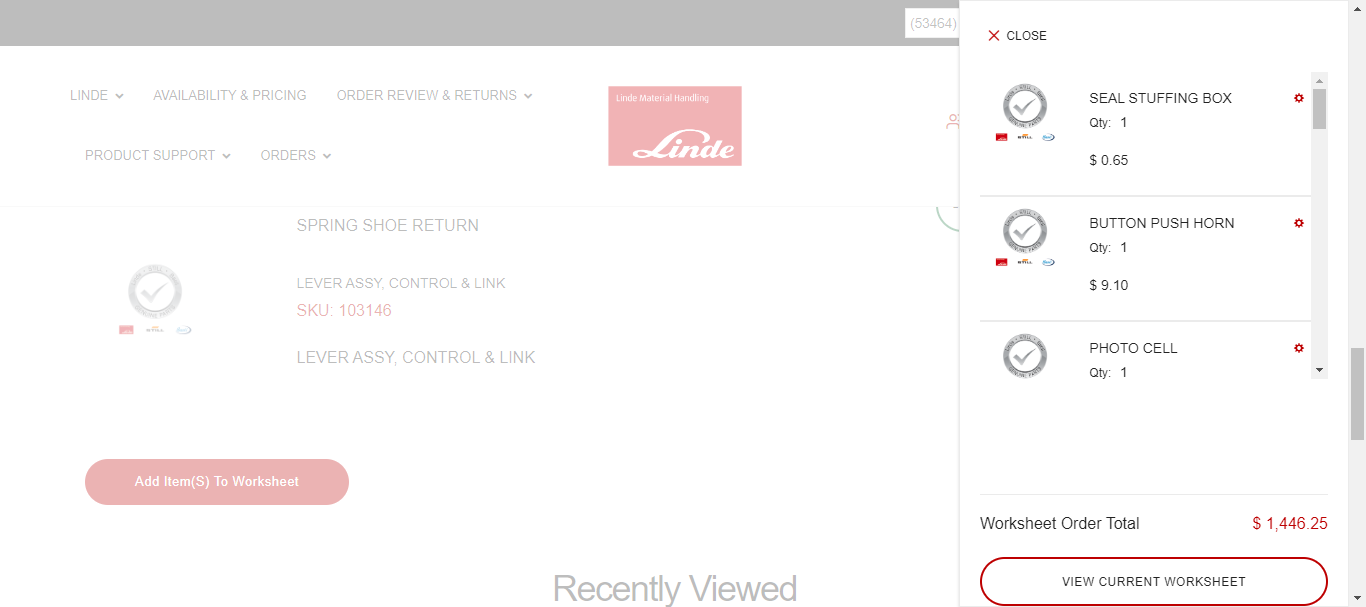 (53464)
LINDE
AVAILABILITY & PRICING
ORDER REVIEW & RETURNS
PRODUCT SUPPORT
ORDERS
Linde Material Handling
Linde
SPRING SHOE RETURN
LEVER ASSY, CONTROL & LINK
SKU: 103146
LEVER ASSY, CONTROL & LINK
Add Item(S) To Worksheet
Recently Viewed
CLOSE
SEAL STUFFING BOX
Qty: 1
$ 0.65
BUTTON PUSH HORN
Qty: 1
$ 9.10
PHOTO CELL
Qty: 1
Worksheet Order Total
$ 1,446.25
VIEW CURRENT WORKSHEET